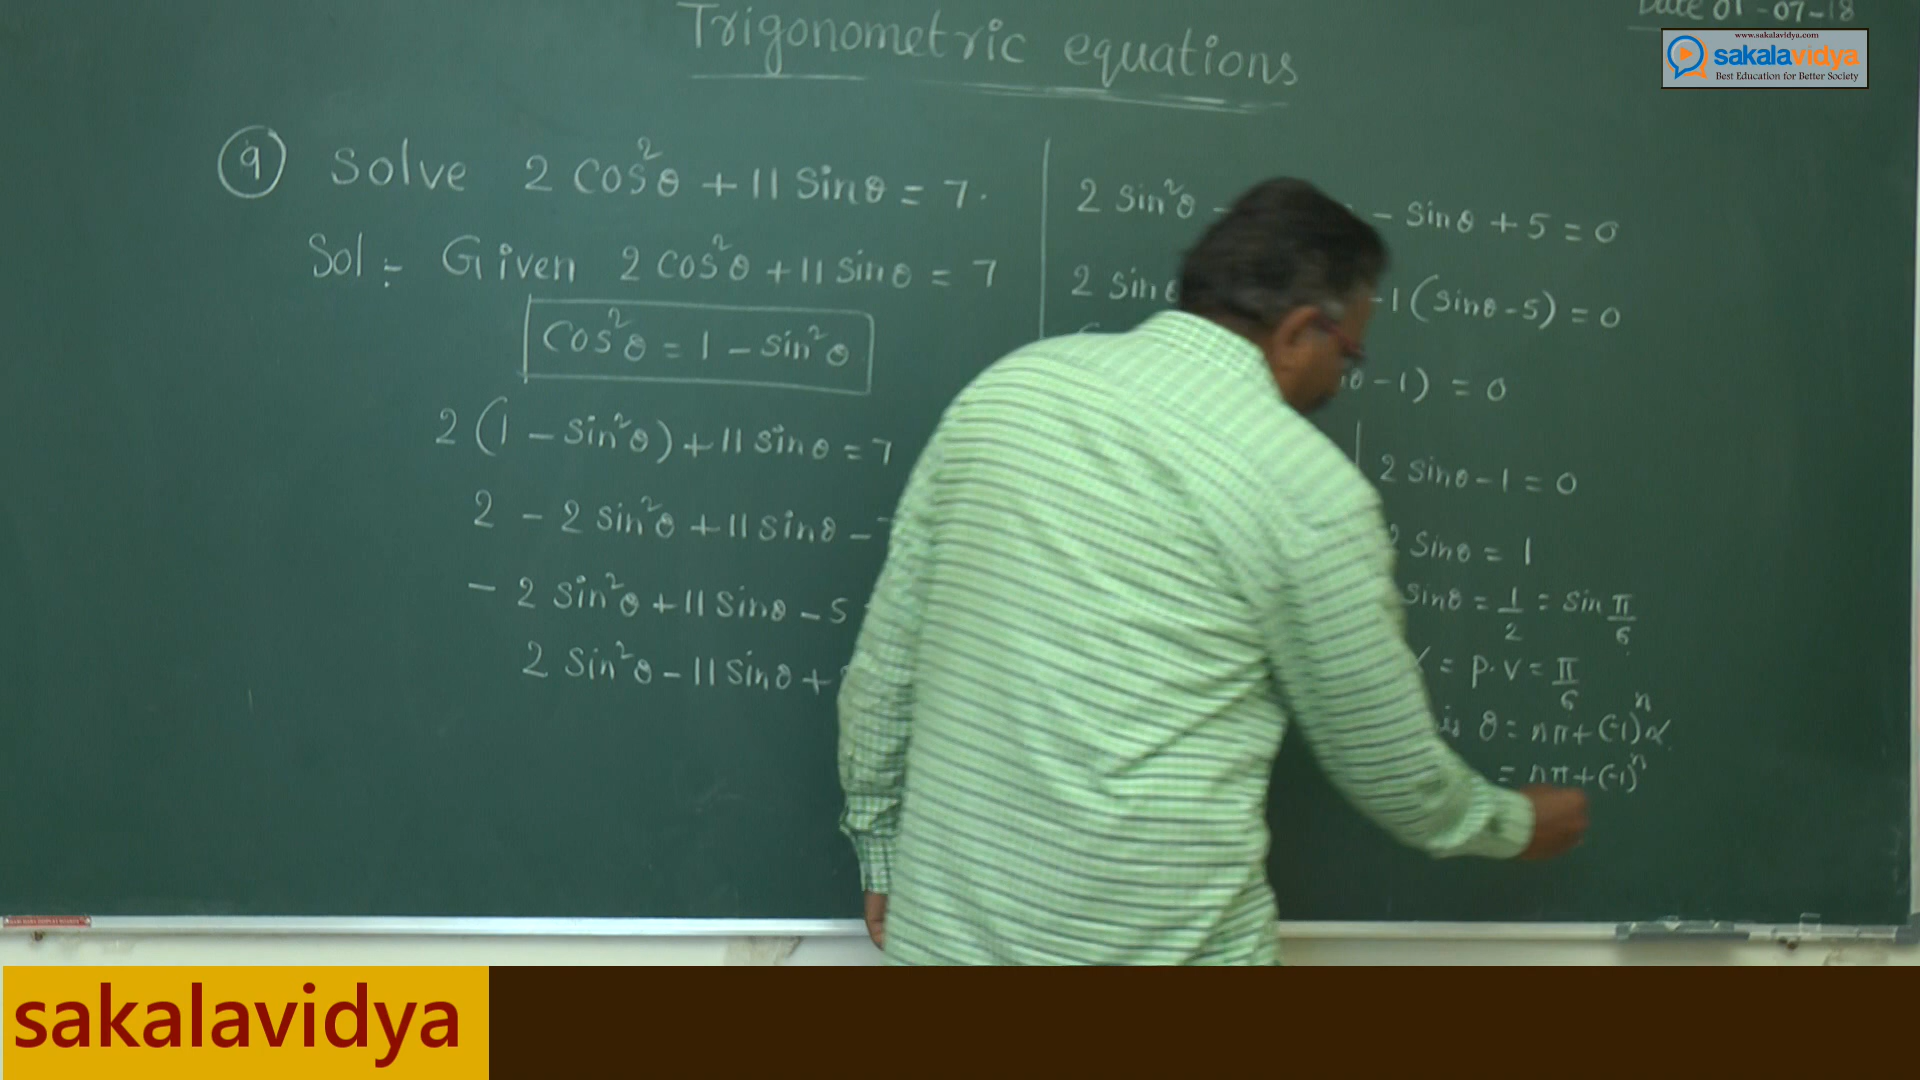 Trigonometric equations
Date 01-07-18
www.sakalavidya.com
sakalavidya
Best Education for Better Society
9 Solve 2 cos²θ + 11 sinθ = 7.
Sol:- Given 2 cos²θ + 11 sinθ = 7
cos²θ = 1 - sin²θ
2 (1 - sin²θ) + 11 sinθ = 7
2 - 2 sin²θ + 11 sinθ -
- 2 sin²θ + 11 sinθ - 5
2 sin²θ - 11 sinθ +
2 sin²θ - - sinθ + 5 = 0
2 sinθ -1 (sinθ - 5) = 0
-1) = 0
2 sinθ - 1 = 0
2 sinθ = 1
sinθ = 1/2 = sin π/6
= P.V = π/6
is θ = nπ + (-1)ⁿ α
= nπ + (-1)ⁿ
sakalavidya